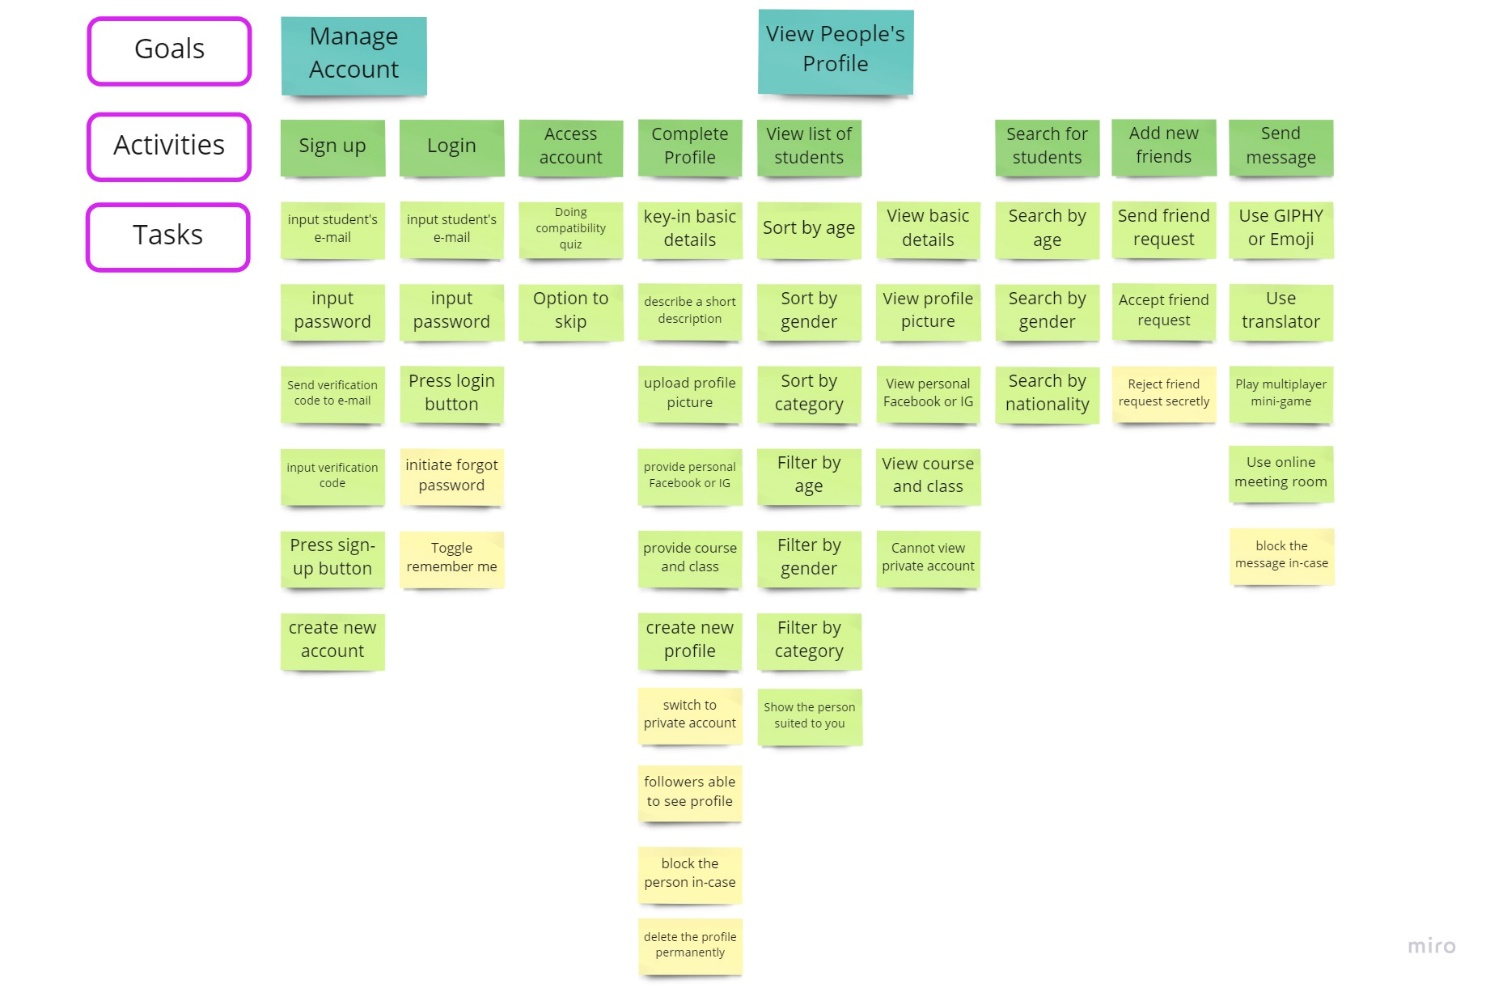 Goals
Manage
Account
View People's
Profile
Activities
Sign up
Login
Access
account
Complete
Profile
View list of
students
Search for
students
Add new
friends
Send
message
Tasks
input student's
e-mail
input student's
e-mail
Doing
compatibility
quiz
key-in basic
details
Sort by age
View basic
details
Search by
age
Send friend
request
Use GIPHY
or Emoji
input
password
input
password
Option to
skip
describe a short
description
Sort by
gender
View profile
picture
Search by
gender
Accept friend
request
Use
translator
Send verification
code to e-mail
Press login
button
upload profile
picture
Sort by
category
View personal
Facebook or IG
Search by
nationality
Reject friend
request secretly
Play multiplayer
mini-game
input verification
code
initiate forgot
password
provide personal
Facebook or IG
Filter by
age
View course
and class
Use online
meeting room
Press sign-
up button
Toggle
remember me
provide course
and class
Filter by
gender
Cannot view
private account
block the
message in-case
create new
account
create new
profile
Filter by
category
switch to
private account
Show the person
suited to you
followers able
to see profile
block the
person in-case
delete the profile
permanently
miro